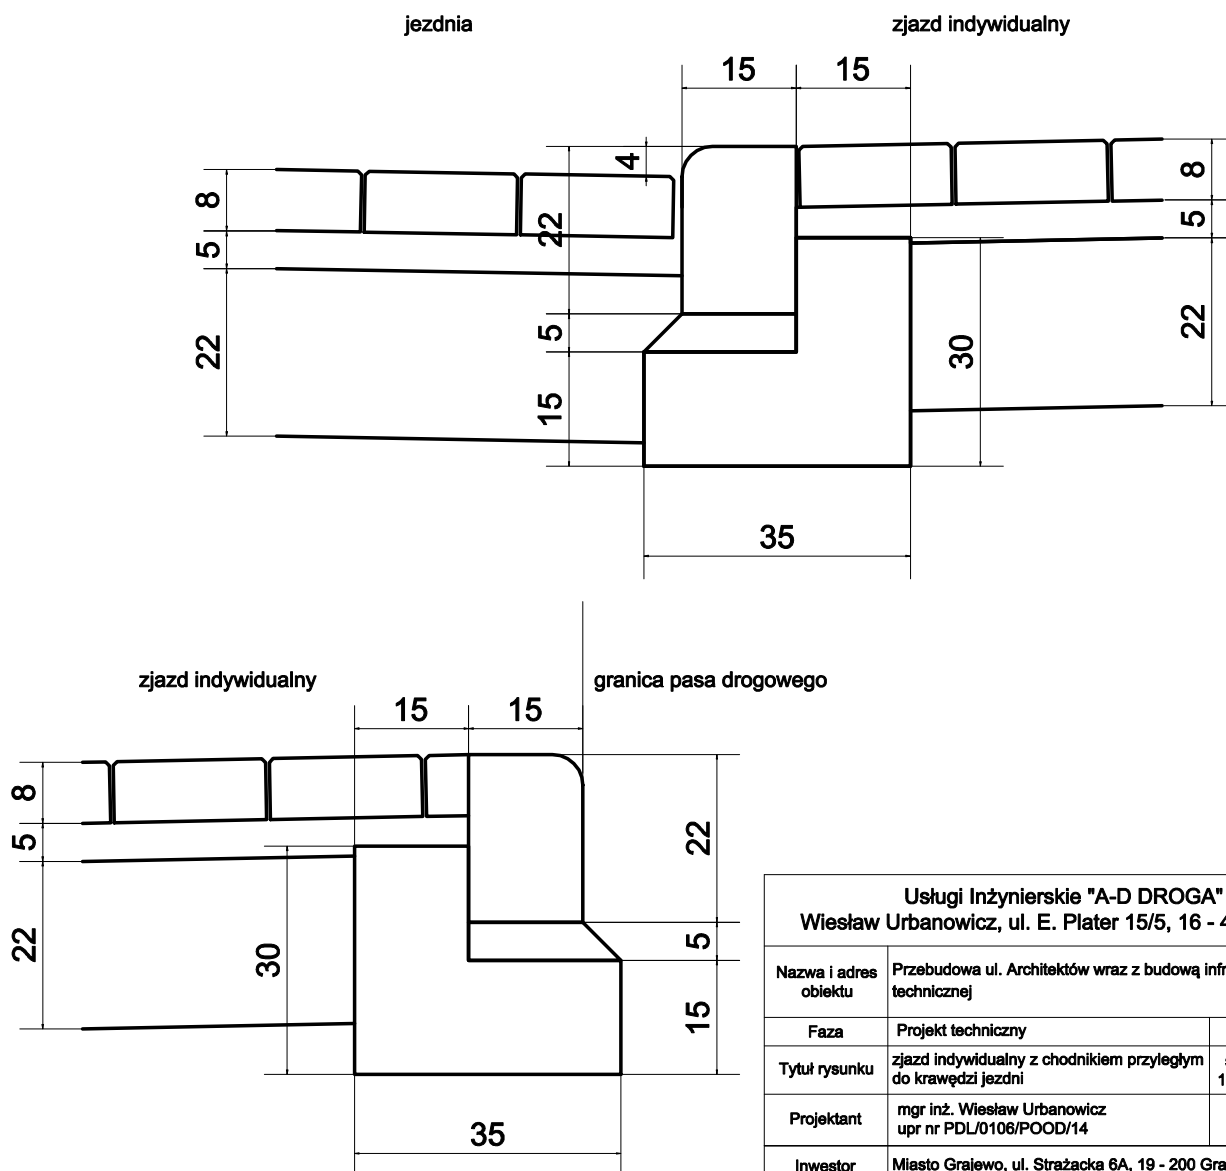 jezdnia
zjazd indywidualny
15
15
4
8
8
22
5
5
22
22
5
30
15
35
zjazd indywidualny
granica pasa drogowego
15
15
8
5
22
22
30
5
15
35
Usługi Inżynierskie "A-D DROGA"
Wiesław Urbanowicz, ul. E. Plater 15/5, 16 - 4
Nazwa i adres obiektu
Przebudowa ul. Architektów wraz z budową infr
technicznej
Faza
Projekt techniczny
Tytuł rysunku
zjazd indywidualny z chodnikiem przyległym
do krawędzi jezdni
1
Projektant
mgr inż. Wiesław Urbanowicz
upr nr PDL/0106/POOD/14
Inwestor
Miasto Grajewo, ul. Strażacka 6A, 19 - 200 Gra